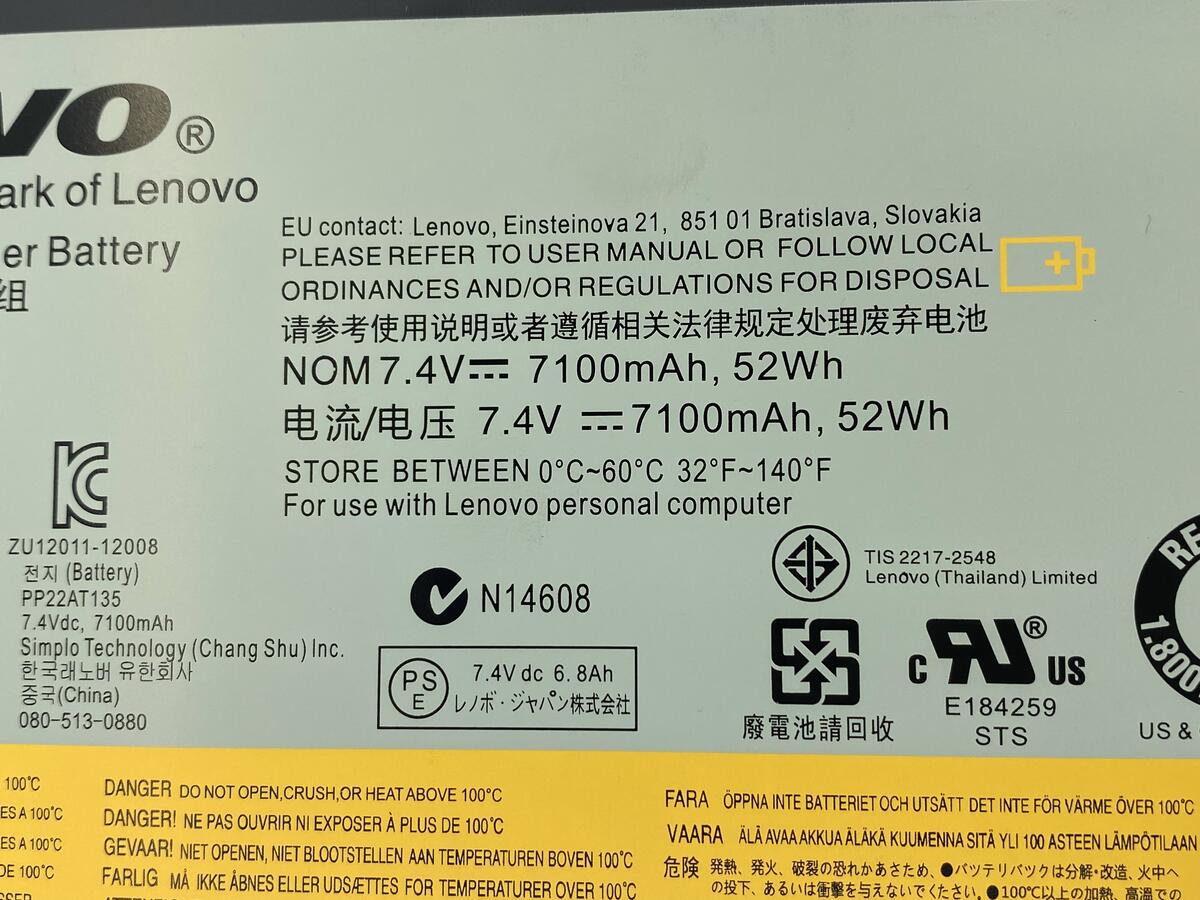 VO®
ark of Lenovo
er Battery
组
EU contact: Lenovo, Einsteinova 21, 851 01 Bratislava, Slovakia
PLEASE REFER TO USER MANUAL OR FOLLOW LOCAL
ORDINANCES AND/OR REGULATIONS FOR DISPOSAL
请参考使用说明或者遵循相关法律规定处理废弃电池
NOM 7.4V⎓ 7100mAh, 52Wh
电流/电压 7.4V ⎓7100mAh, 52Wh
STORE BETWEEN 0°C~60°C 32°F~140°F
For use with Lenovo personal computer
ZU12011-12008
전지 (Battery)
PP22AT135
7.4Vdc, 7100mAh
Simplo Technology (Chang Shu) Inc.
한국래노버 유한회사
중국(China)
080-513-0880
N14608
PS
E
7.4V dc 6.8Ah
レノボ・ジャパン株式会社
TIS 2217-2548
Lenovo (Thailand) Limited
廢電池請回收
C RU® US
E184259
STS
RE
1.800
US &
100°C
ES A 100°C
ES A 100°C
DE 100°C
SSER
DANGER DO NOT OPEN,CRUSH,OR HEAT ABOVE 100°C
DANGER! NE PAS OUVRIR NI EXPOSER À PLUS DE 100°C
GEVAAR! NIET OPENEN, NIET BLOOTSTELLEN AAN TEMPERATUREN BOVEN 100°C
FARLIG MÅ IKKE ÅBNES ELLER UDSÆTTES FOR TEMPERATURER OVER 100°C
FARA ÖPPNA INTE BATTERIET OCH UTSÄTT DET INTE FÖR VÄRME ÖVER 100°C
VAARA ÄLÄ AVAA AKKUA ÄLÄKÄ KUUMENNA SITÄ YLI 100 ASTEEN LÄMPÖTILAAN
危険 発熱、発火、破裂の恐れがあるため、●バッテリパックは分解・改造、火中へ
の投下、あるいは衝撃を与えないでください。●100°C以上の加熱、高温での